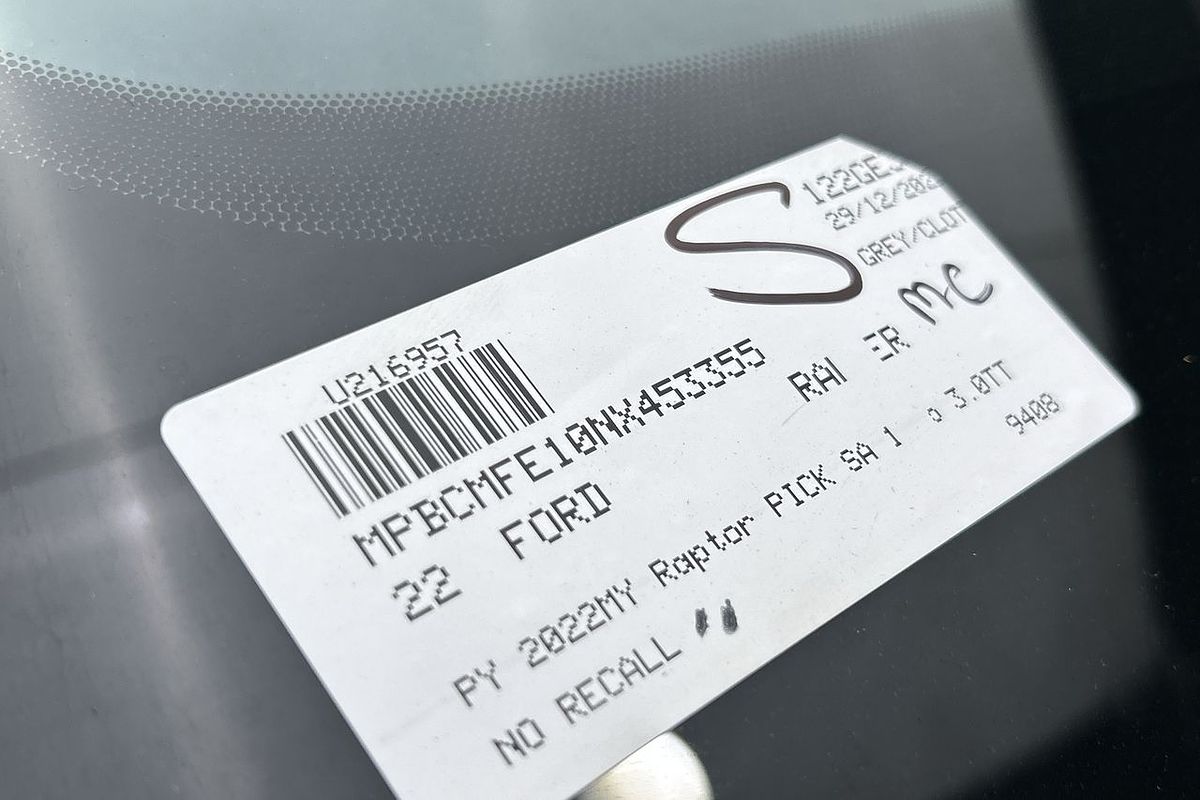 S
29/12/202
GREY/CLOT
MC
U216957
MPBCMFE10NX453355
22 FORD RAI ER
PY 2022MY Raptor PICK SA 1 o 3.0TT
NO RECALL " 9408